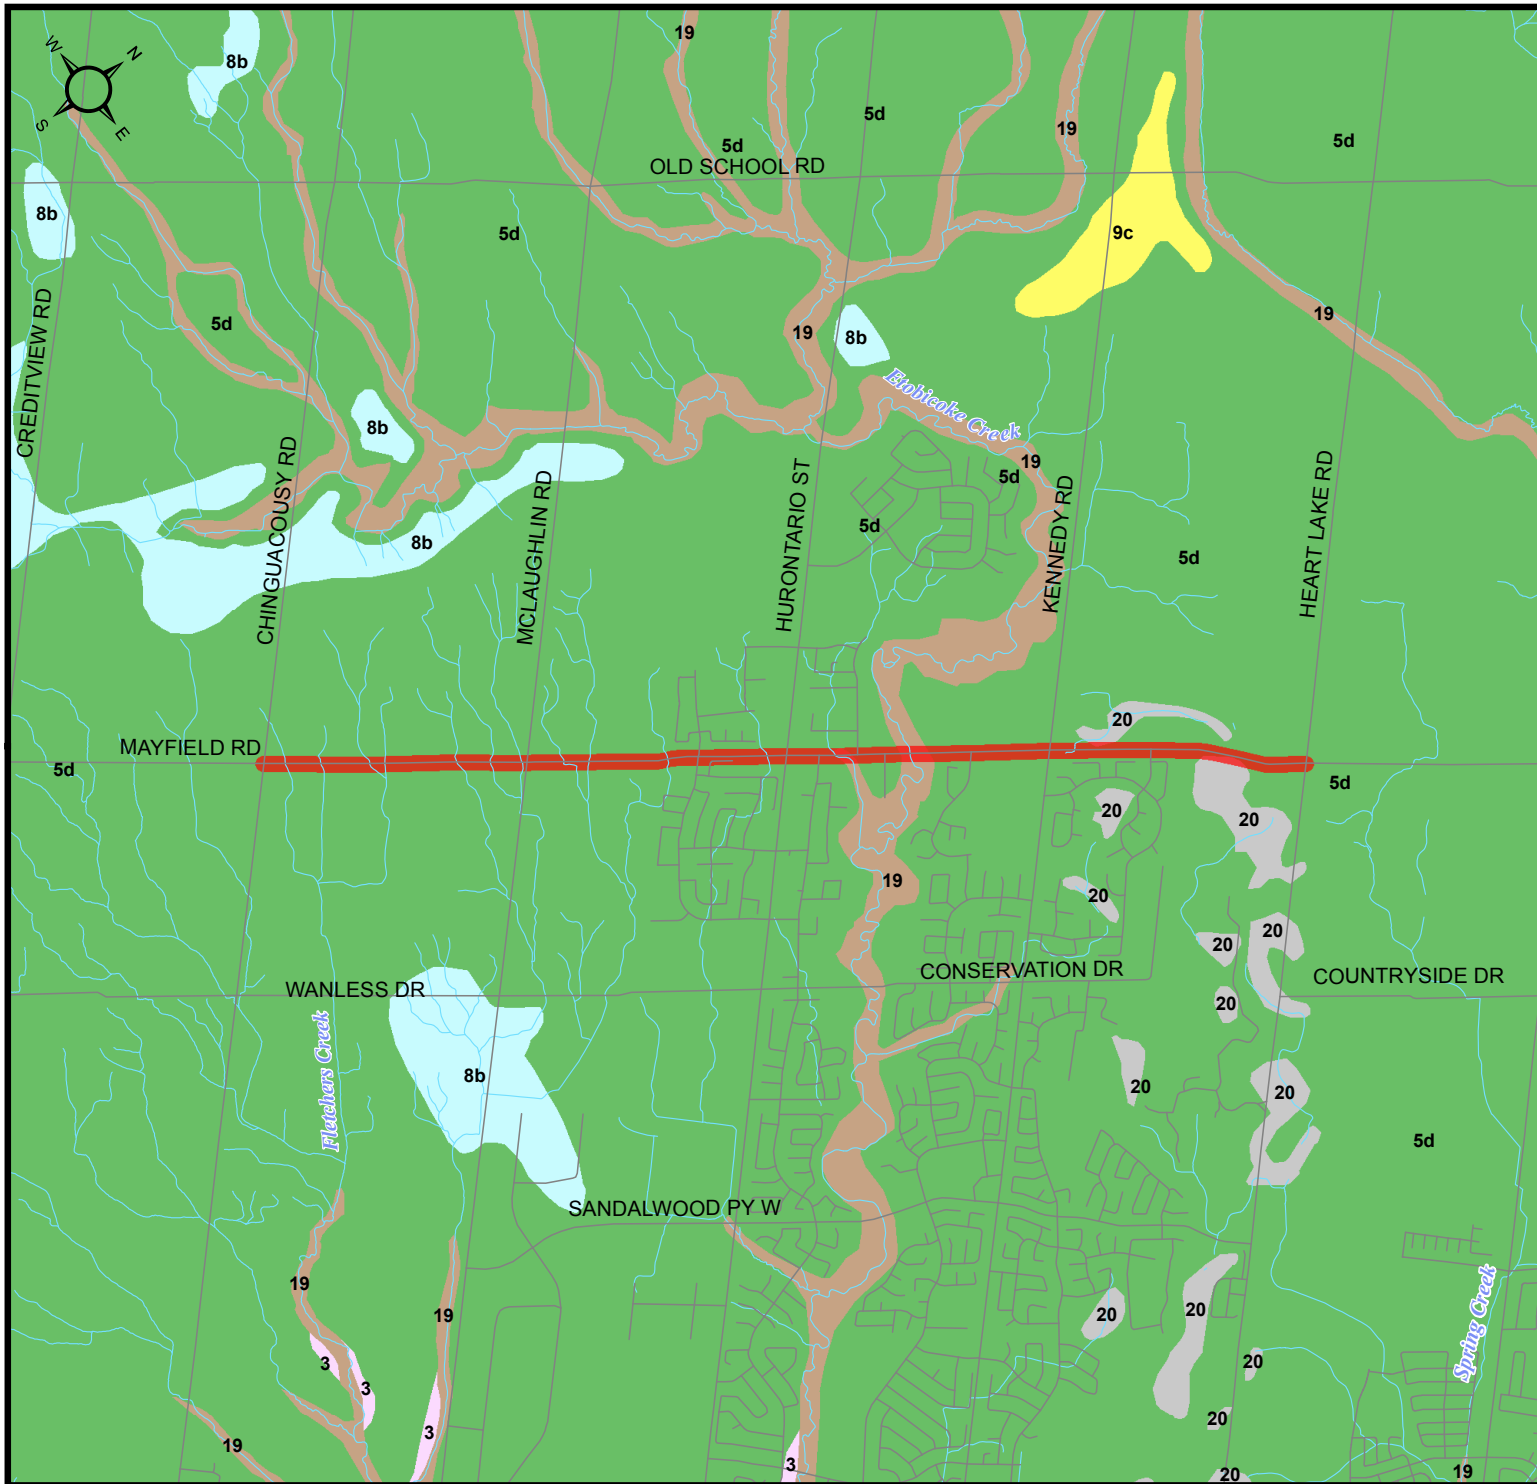 19
W
N
8b
S
E
5d
19
5d
5d
OLD SCHOOL RD
8b
5d
9c
19
5d
19
8b
CREDITVIEW RD
Etobicoke Creek
8b
19
5d
CHINGUACOUSY RD
MCLAUGHLIN RD
HURONTARIO ST
KENNEDY RD
HEART LAKE RD
5d
8b
5d
20
MAYFIELD RD
5d
5d
20
20
19
20
20
20
CONSERVATION DR
COUNTRYSIDE DR
WANLESS DR
20
Fletchers Creek
8b
20
20
5d
SANDALWOOD PY W
19
19
20
20
Spring Creek
3
20
3
20
3
19
3
20
19